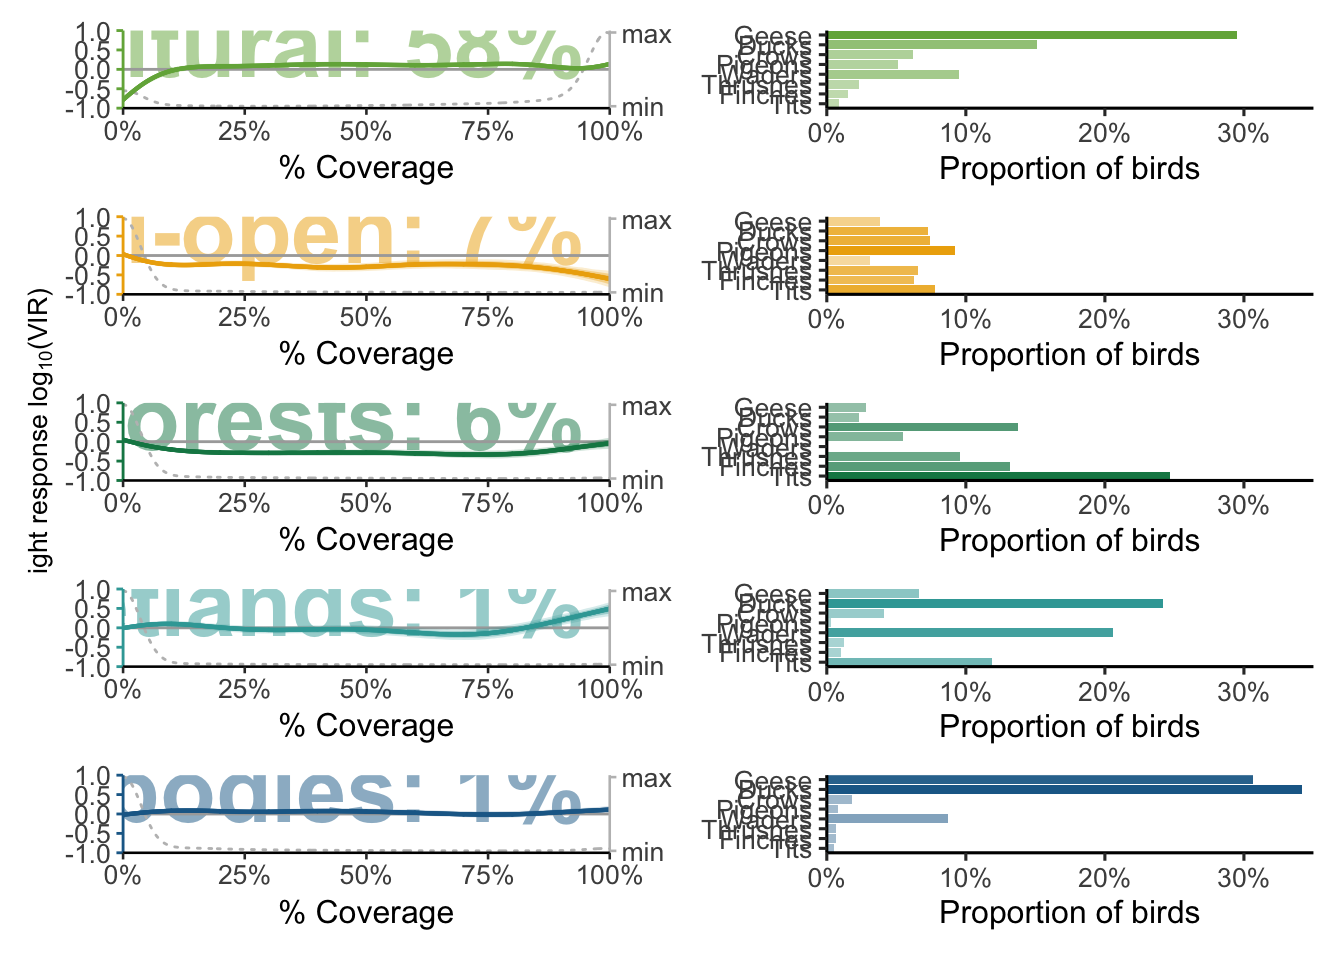 ight response log10(VIR)
ltural: 58%
1.0
0.5
0.0
-0.5
-1.0
max
min
0% 25% 50% 75% 100%
% Coverage
Geese
Ducks
Crows
Pigeons
Waders
Thrushes
Finches
Tits
0% 10% 20% 30%
Proportion of birds
-open: 7%
1.0
0.5
0.0
-0.5
-1.0
max
min
0% 25% 50% 75% 100%
% Coverage
Geese
Ducks
Crows
Pigeons
Waders
Thrushes
Finches
Tits
0% 10% 20% 30%
Proportion of birds
orests: 6%
1.0
0.5
0.0
-0.5
-1.0
max
min
0% 25% 50% 75% 100%
% Coverage
Geese
Ducks
Crows
Pigeons
Waders
Thrushes
Finches
Tits
0% 10% 20% 30%
Proportion of birds
tlands: 1%
1.0
0.5
0.0
-0.5
-1.0
max
min
0% 25% 50% 75% 100%
% Coverage
Geese
Ducks
Crows
Pigeons
Waders
Thrushes
Finches
Tits
0% 10% 20% 30%
Proportion of birds
bodies: 1%
1.0
0.5
0.0
-0.5
-1.0
max
min
0% 25% 50% 75% 100%
% Coverage
Geese
Ducks
Crows
Pigeons
Waders
Thrushes
Finches
Tits
0% 10% 20% 30%
Proportion of birds